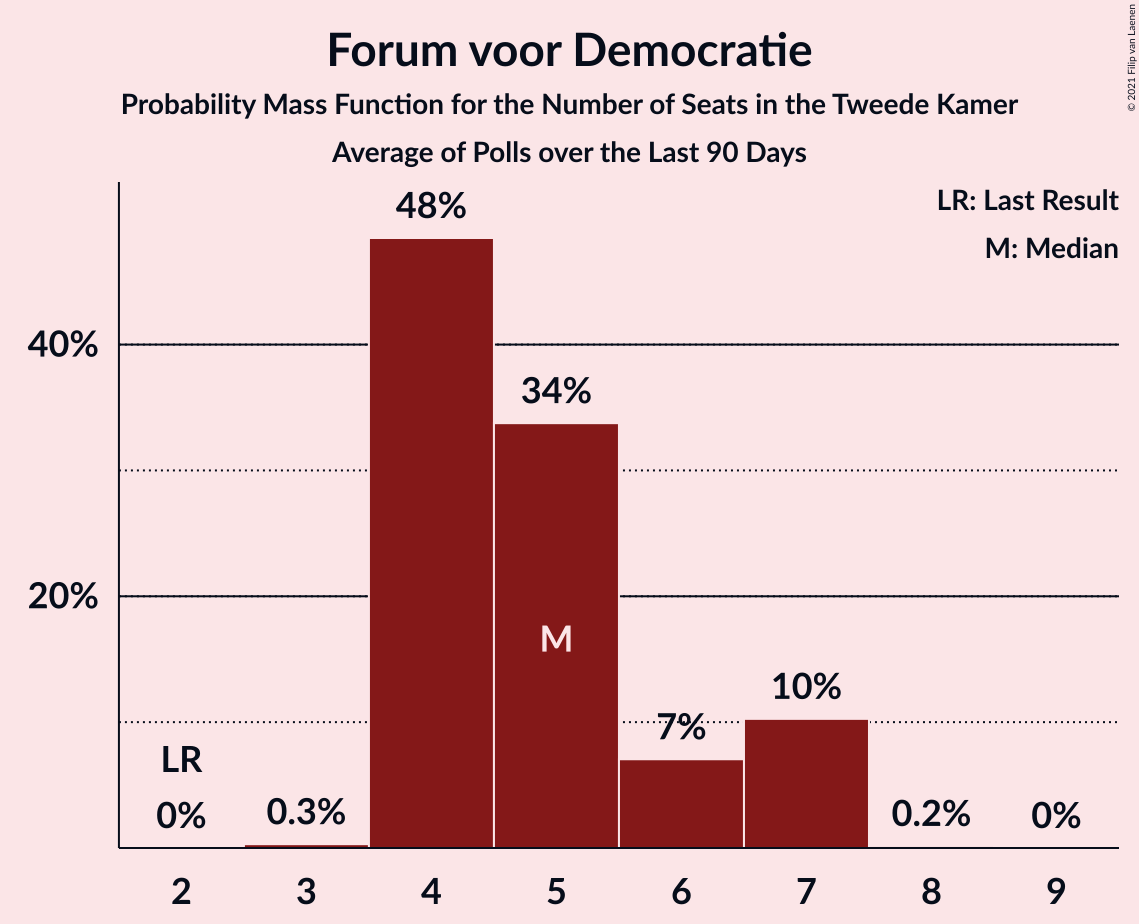 Forum voor Democratie
Probability Mass Function for the Number of Seats in the Tweede Kamer
Average of Polls over the Last 90 Days
© 2021 Filip van Laenen
LR: Last Result
M: Median
48%
40%
34%
20%
M
10%
7%
LR
0%
0.3%
0.2%
0%
2 3 4 5 6 7 8 9